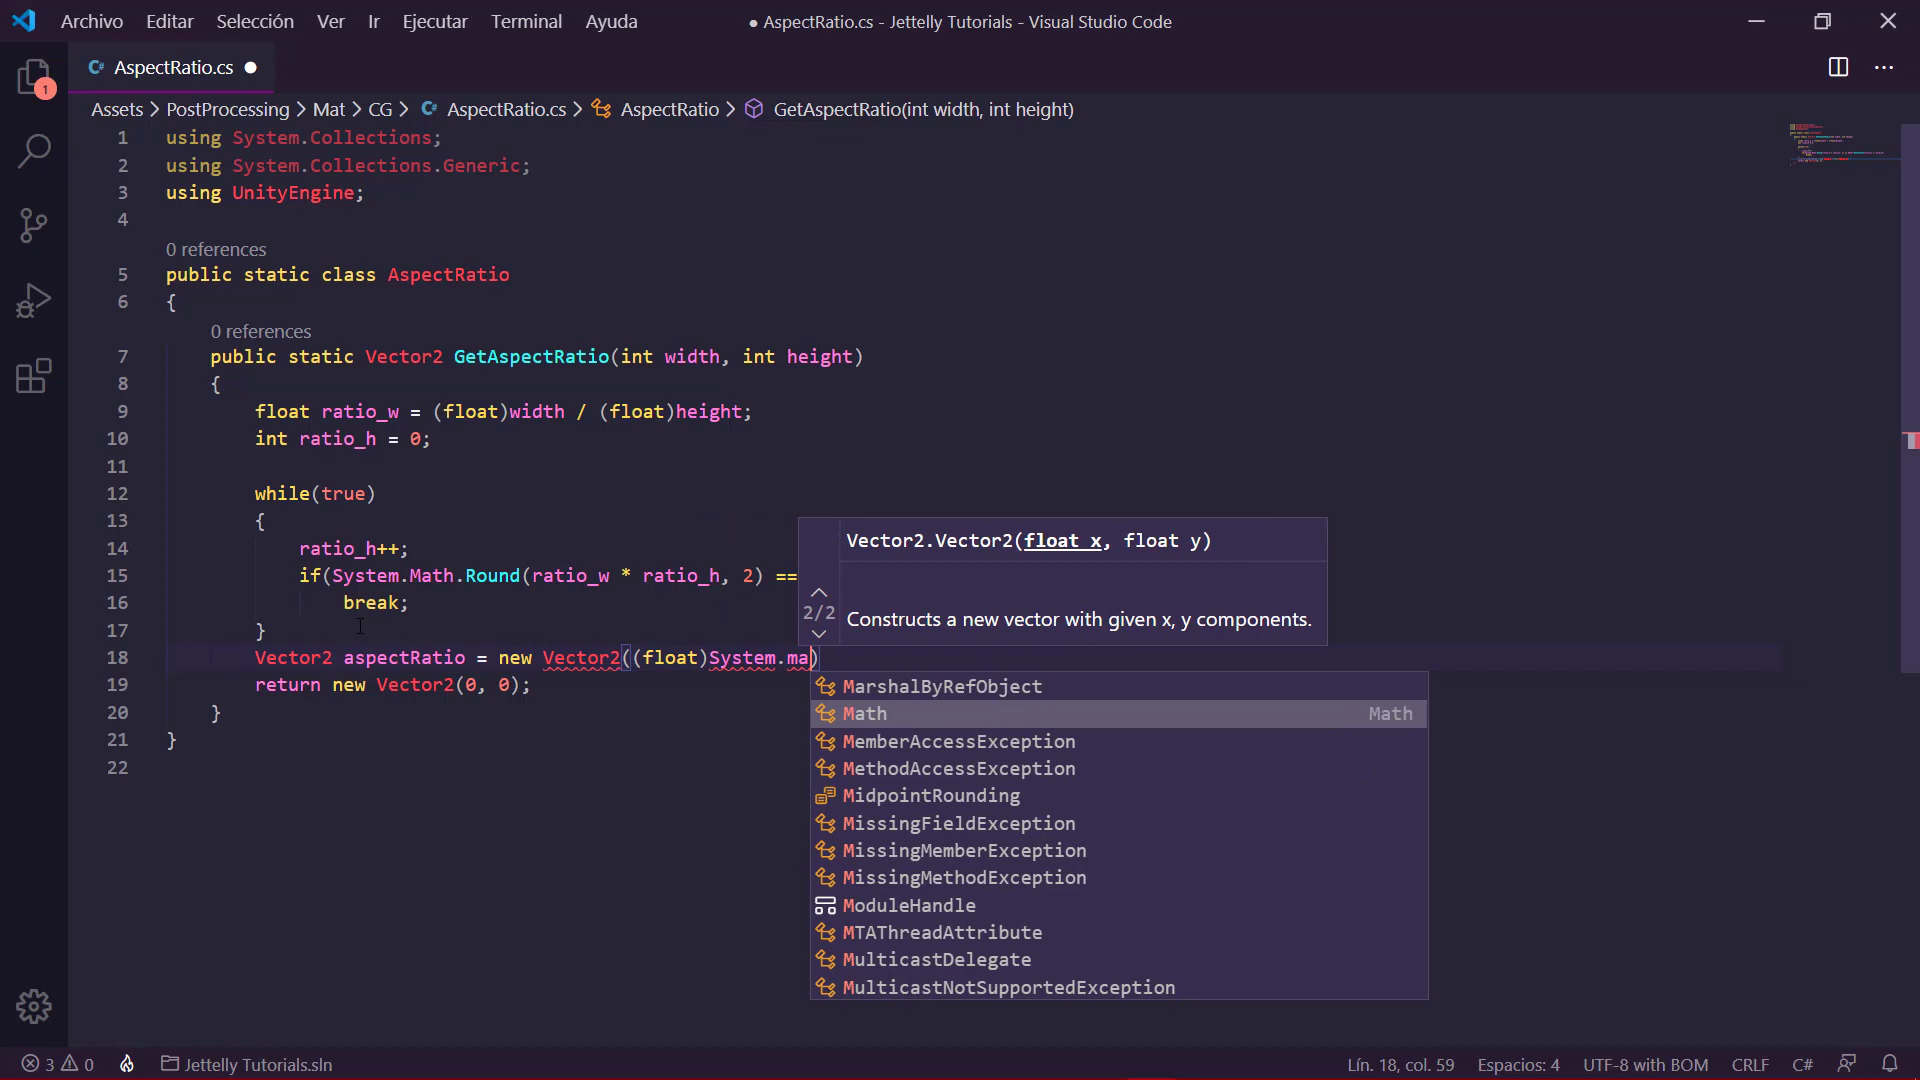 Archivo Editar Selección Ver Ir Ejecutar Terminal Ayuda
● AspectRatio.cs - Jettelly Tutorials - Visual Studio Code
C# AspectRatio.cs ●
1
Assets > PostProcessing > Mat > CG > C# AspectRatio.cs > AspectRatio > GetAspectRatio(int width, int height)
1 using System.Collections;
2 using System.Collections.Generic;
3 using UnityEngine;
4
0 references
5 public static class AspectRatio
6 {
0 references
7 public static Vector2 GetAspectRatio(int width, int height)
8 {
9 float ratio_w = (float)width / (float)height;
10 int ratio_h = 0;
11
12 while(true)
13 {
14 ratio_h++;
15 if(System.Math.Round(ratio_w * ratio_h, 2) ==
16 break;
17 }
18 Vector2 aspectRatio = new Vector2((float)System.ma)
19 return new Vector2(0, 0);
20 }
21 }
22
Vector2.Vector2(float x, float y)
2/2
Constructs a new vector with given x, y components.
MarshalByRefObject
Math Math
MemberAccessException
MethodAccessException
MidpointRounding
MissingFieldException
MissingMemberException
MissingMethodException
ModuleHandle
MTAThreadAttribute
MulticastDelegate
MulticastNotSupportedException
3 0 Jettelly Tutorials.sln
Lín. 18, col. 59 Espacios: 4 UTF-8 with BOM CRLF C#